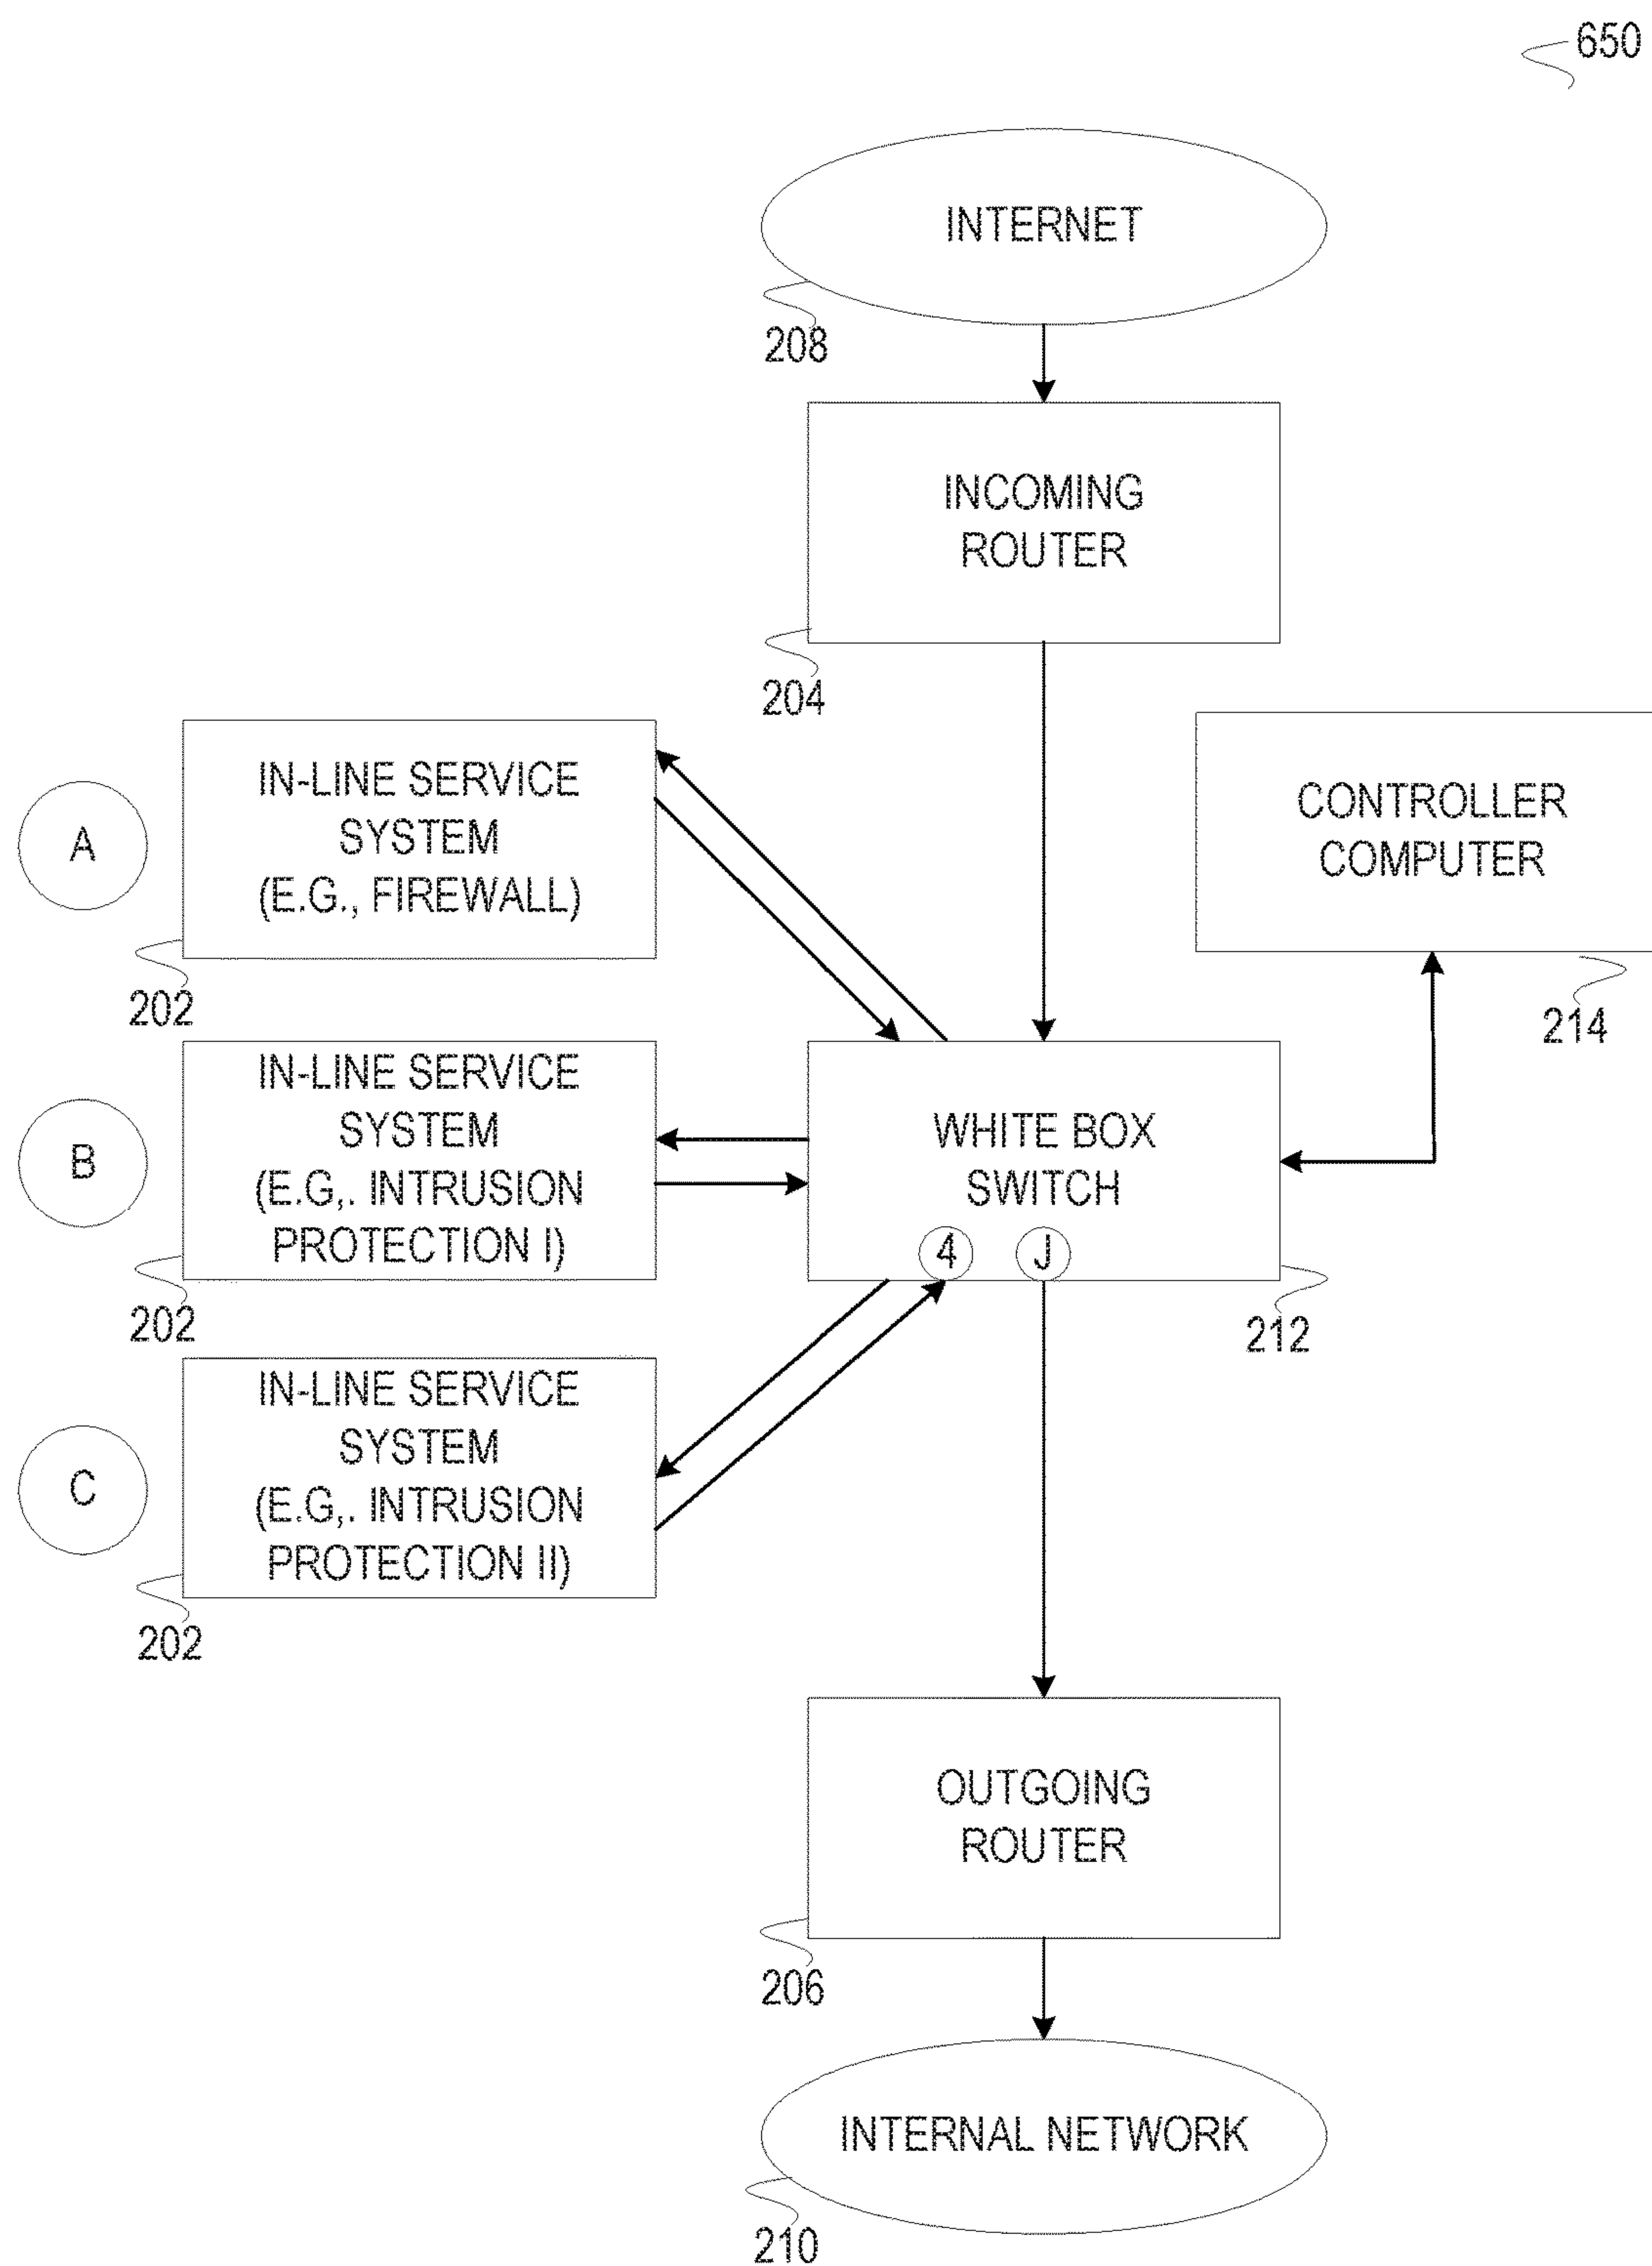 650
INTERNET
208
INCOMING
ROUTER
204
A
IN-LINE SERVICE
SYSTEM
(E.G., FIREWALL)
202
CONTROLLER
COMPUTER
214
B
IN-LINE SERVICE
SYSTEM
(E.G,. INTRUSION
PROTECTION I)
202
WHITE BOX
SWITCH
4
J
212
C
IN-LINE SERVICE
SYSTEM
(E.G,. INTRUSION
PROTECTION II)
202
OUTGOING
ROUTER
206
INTERNAL NETWORK
210